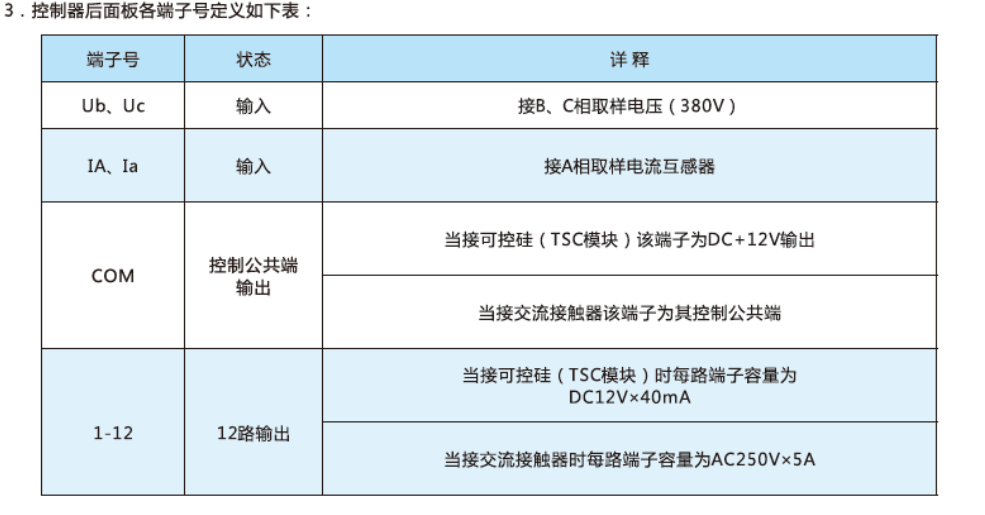 3．控制器后面板各端子号定义如下表：
端子号 状态 详 释
Ub、Uc 输入 接B、C相取样电压（380V）
IA、Ia 输入 接A相取样电流互感器
COM
控制公共端
输出
当接可控硅（TSC模块）该端子为DC+12V输出
当接交流接触器该端子为其控制公共端
1-12 12路输出
当接可控硅（TSC模块）时每路端子容量为
DC12V×40mA
当接交流接触器时每路端子容量为AC250V×5A